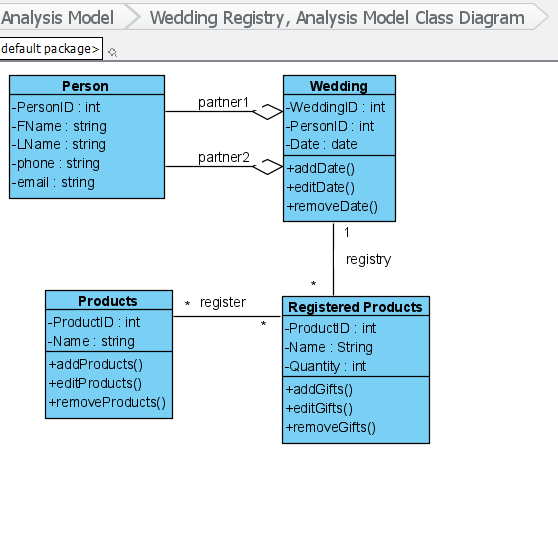 Analysis Model
Wedding Registry, Analysis Model Class Diagram
default package>
Person
-PersonID : int
-FName : string
-LName : string
-phone : string
-email : string
partner1
partner2
Wedding
-WeddingID : int
-PersonID : int
-Date : date
+addDate()
+editDate()
+removeDate()
1
registry
*
Products
-ProductID : int
-Name : string
+addProducts()
+editProducts()
+removeProducts()
* register
*
Registered Products
-ProductID : int
-Name : String
-Quantity : int
+addGifts()
+editGifts()
+removeGifts()